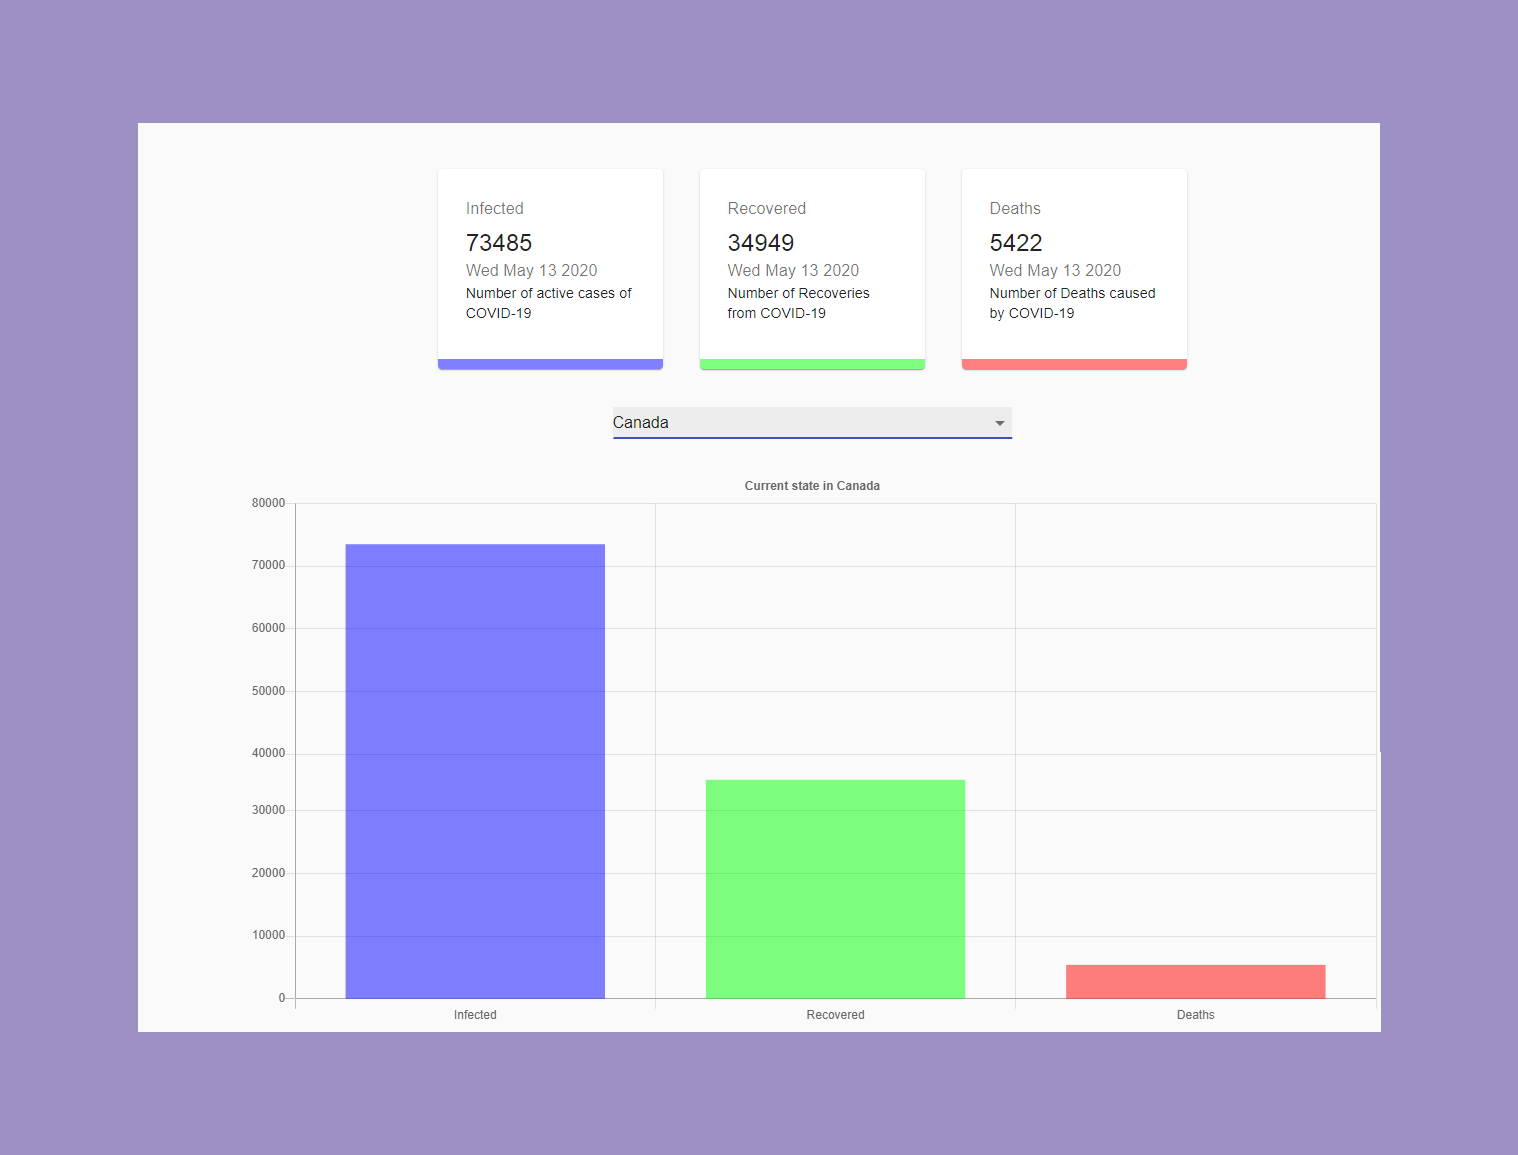 Infected
73485
Wed May 13 2020
Number of active cases of
COVID-19
Recovered
34949
Wed May 13 2020
Number of Recoveries
from COVID-19
Deaths
5422
Wed May 13 2020
Number of Deaths caused
by COVID-19
Canada
Current state in Canada
80000
70000
60000
50000
40000
30000
20000
10000
0
Infected
Recovered
Deaths